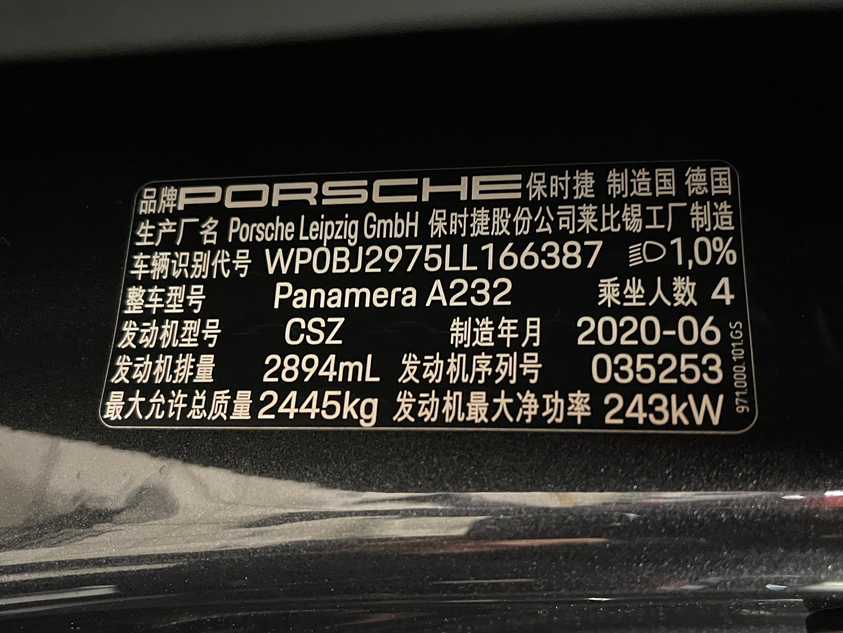 品牌 PORSCHE 保时捷 制造国 德国
生产厂名 Porsche Leipzig GmbH 保时捷股份公司莱比锡工厂制造
车辆识别代号 WP0BJ2975LL166387 1,0%
整车型号 Panamera A232 乘坐人数 4
发动机型号 CSZ 制造年月 2020-06
发动机排量 2894mL 发动机序列号 035253
最大允许总质量 2445kg 发动机最大净功率 243kW
971.000.101.GS